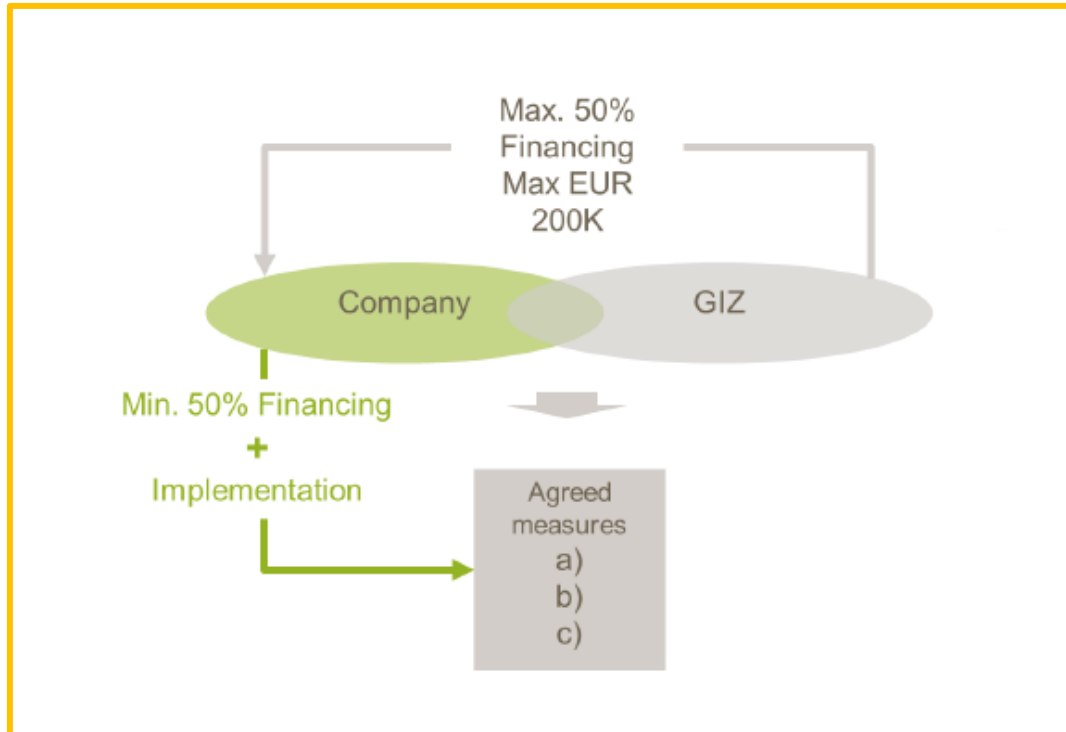 Max. 50%
Financing
Max EUR
200K
Company
GIZ
Min. 50% Financing
+
Implementation
Agreed
measures
a)
b)
c)